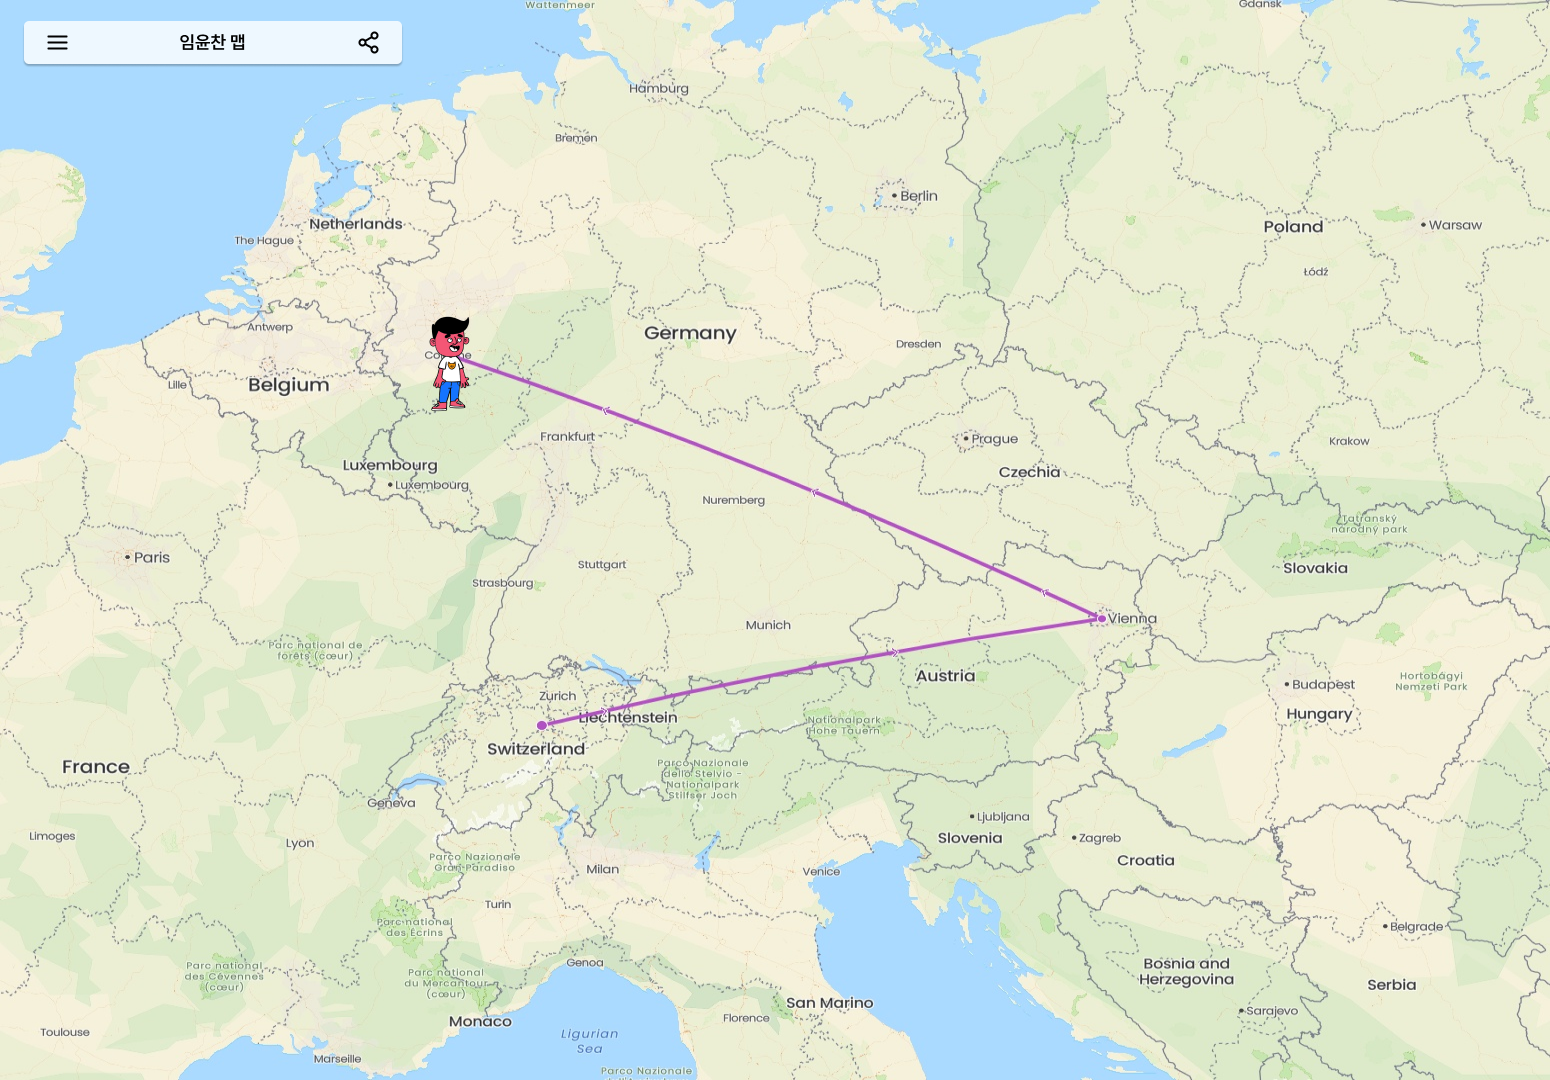 Wattenmeer
Gdansk
임윤찬 맵
Hamburg
Bremen
Berlin
Netherlands
The Hague
Poland
Warsaw
Łódź
Antwerp
Germany
Dresden
Lille
Belgium
Frankfurt
Prague
Krakow
Luxembourg
Luxembourg
Czechia
Nuremberg
Tatranský
národný park
Paris
Stuttgart
Slovakia
Strasbourg
Munich
Vienna
Parc national de
forêts (cœur)
Austria
Budapest
Hortobágyi
Nemzeti Park
Zurich
Liechtenstein
Hungary
Nationalpark
Hohe Tauern
Switzerland
France
Parco Nazionale
dello Stelvio -
Nationalpark
Stilfser Joch
Geneva
Ljubljana
Limoges
Lyon
Slovenia
Zagreb
Croatia
Parco Nazionale
Gran Paradiso
Milan
Venice
Turin
Parc national
des Écrins
Belgrade
Genoa
Parc national
des Cévennes
(cœur)
Parc national
du Mercantour
(cœur)
Bosnia and
Herzegovina
Serbia
San Marino
Sarajevo
Monaco
Florence
Toulouse
Ligurian
Sea
Marseille
Parco Nazionale